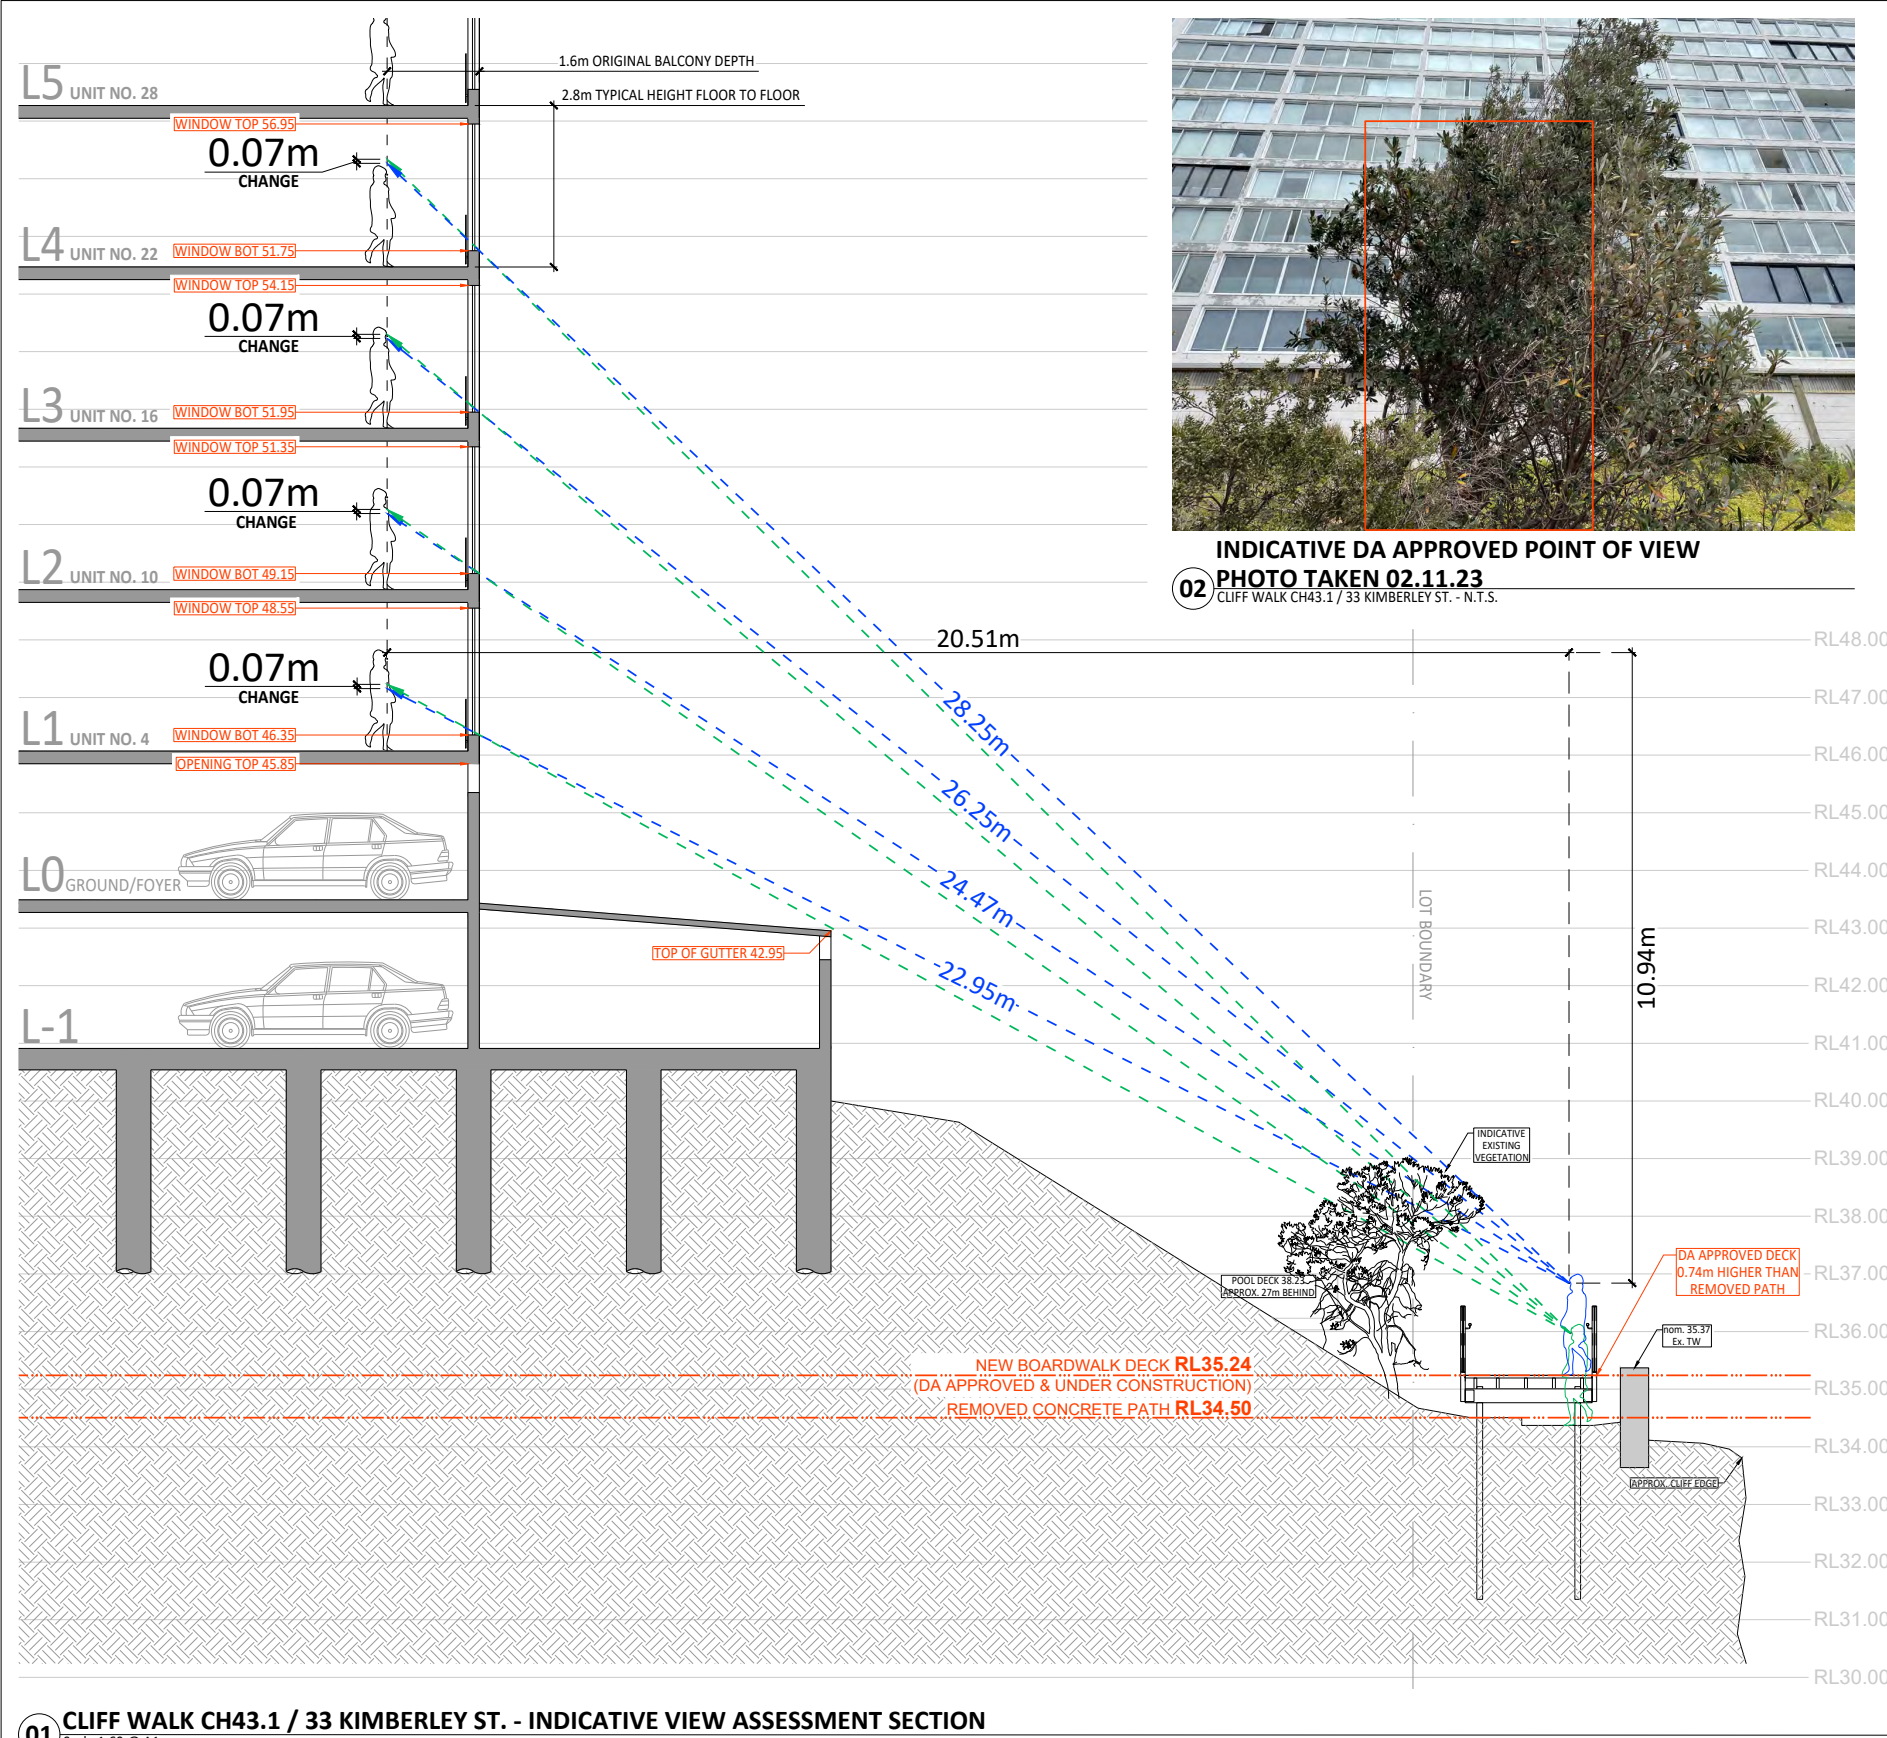 L5 UNIT NO. 28
1.6m ORIGINAL BALCONY DEPTH
2.8m TYPICAL HEIGHT FLOOR TO FLOOR
WINDOW TOP 56.95
0.07m
CHANGE
L4 UNIT NO. 22
WINDOW BOT 51.75
WINDOW TOP 54.15
0.07m
CHANGE
L3 UNIT NO. 16
WINDOW BOT 51.95
WINDOW TOP 51.35
0.07m
CHANGE
L2 UNIT NO. 10
WINDOW BOT 49.15
WINDOW TOP 48.55
0.07m
CHANGE
L1 UNIT NO. 4
WINDOW BOT 46.35
OPENING TOP 45.85
L0 GROUND/FOYER
L-1
TOP OF GUTTER 42.95
INDICATIVE DA APPROVED POINT OF VIEW
PHOTO TAKEN 02.11.23
02
CLIFF WALK CH43.1 / 33 KIMBERLEY ST. - N.T.S.
20.51m
28.25m
26.25m
24.47m
22.95m
10.94m
LOT BOUNDARY
RL48.00
RL47.00
RL46.00
RL45.00
RL44.00
RL43.00
RL42.00
RL41.00
RL40.00
RL39.00
RL38.00
RL37.00
RL36.00
RL35.00
RL34.00
RL33.00
RL32.00
RL31.00
RL30.00
INDICATIVE
EXISTING
VEGETATION
POOL DECK 38.23
APPROX. 27m BEHIND
DA APPROVED DECK
0.74m HIGHER THAN
REMOVED PATH
nom. 35.37
Ex. TW
NEW BOARDWALK DECK RL35.24
(DA APPROVED & UNDER CONSTRUCTION)
REMOVED CONCRETE PATH RL34.50
APPROX. CLIFF EDGE
01
CLIFF WALK CH43.1 / 33 KIMBERLEY ST. - INDICATIVE VIEW ASSESSMENT SECTION